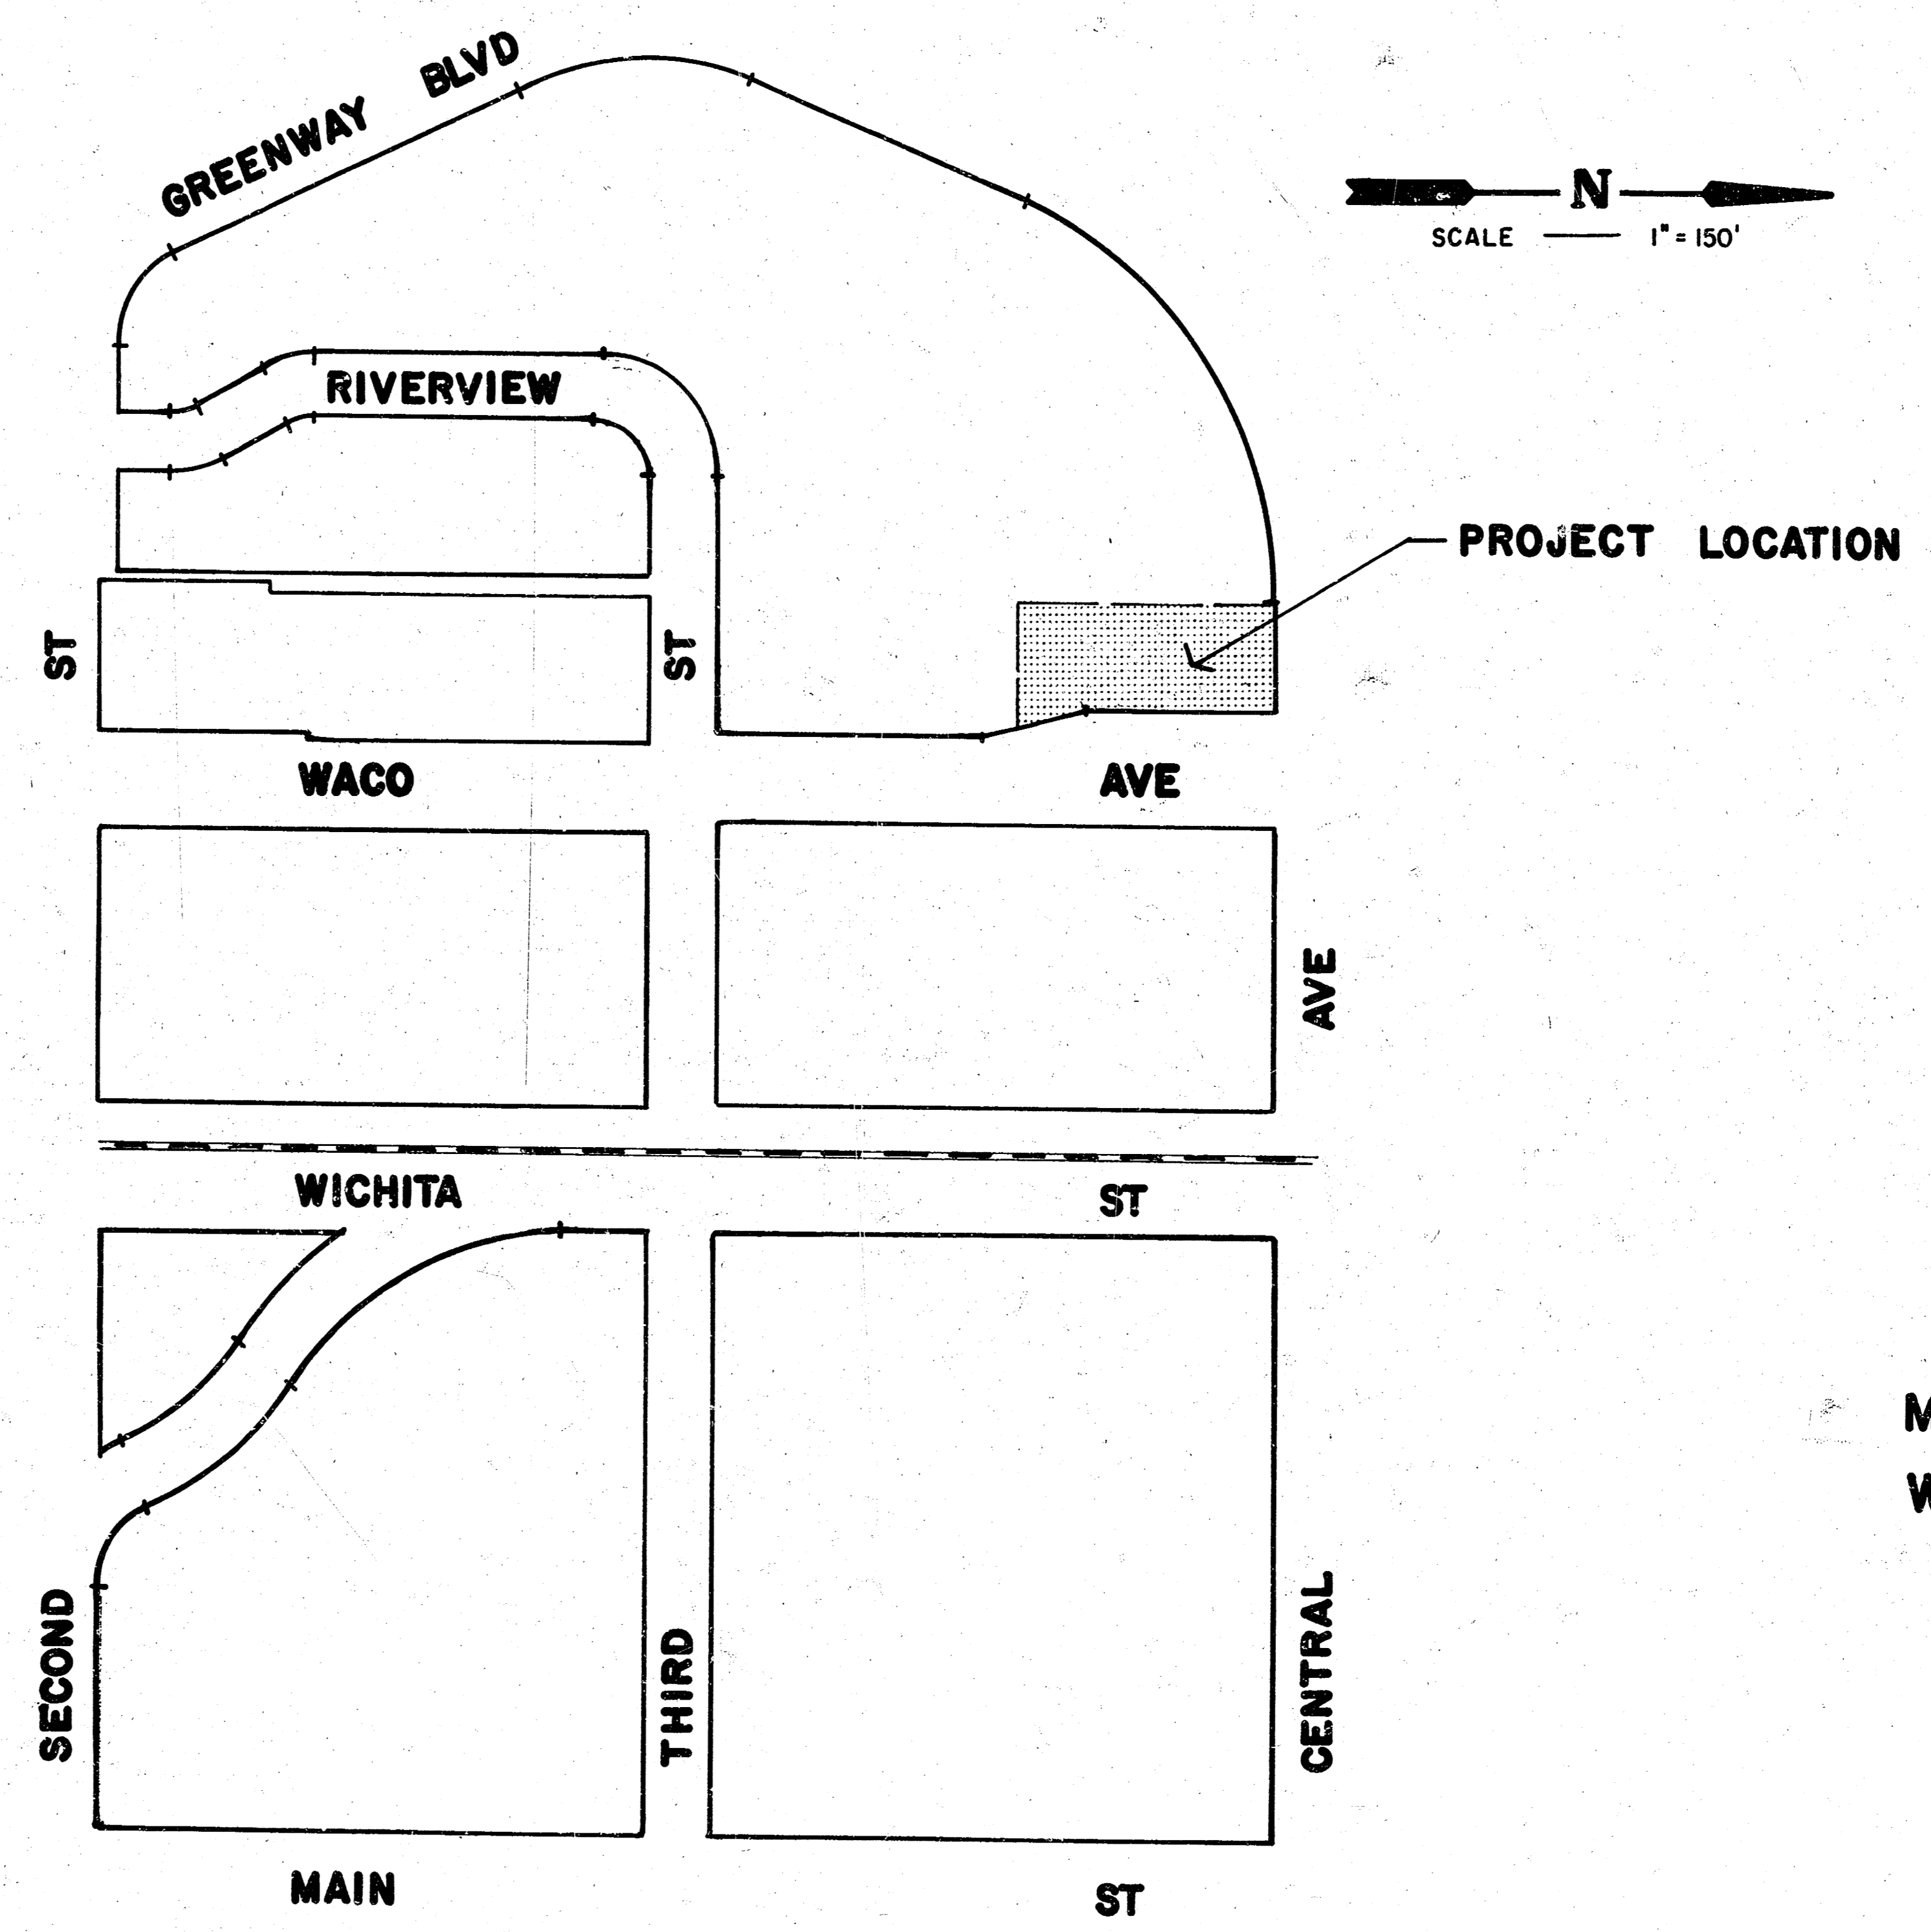 GREENWAY BLVD
N
SCALE 1" = 150'
RIVERVIEW
PROJECT LOCATION
ST
ST
WACO AVE
AVE
WICHITA ST
SECOND
THIRD
CENTRAL
MAIN ST